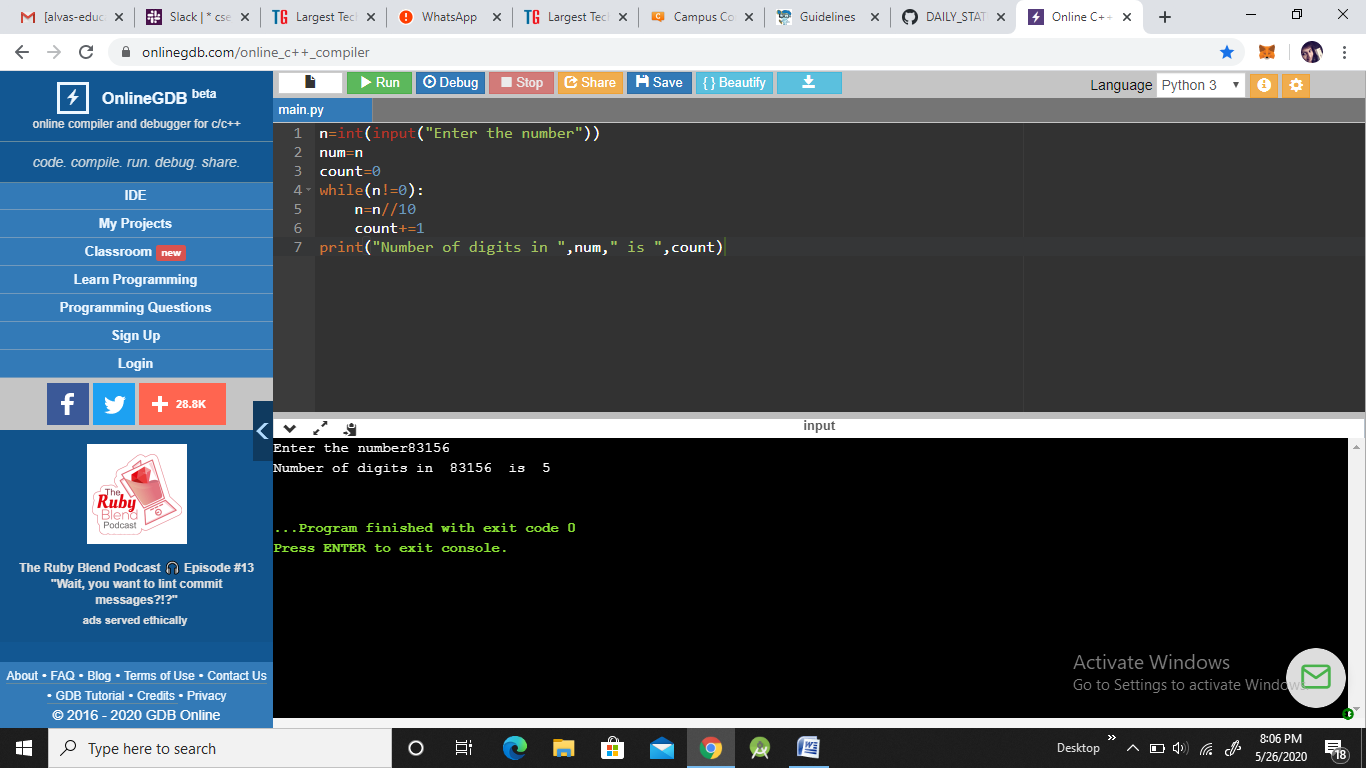 [alvas-educ
Slack | * cse
TG Largest Tec
WhatsApp
TG Largest Tec
Campus Co
Guidelines
DAILY_STAT
Online C++
onlinegdb.com/online_c++_compiler
OnlineGDB beta
online compiler and debugger for c/c++
code. compile. run. debug. share.
IDE
My Projects
Classroom new
Learn Programming
Programming Questions
Sign Up
Login
28.8K
The Ruby Blend Podcast
The Ruby Blend Podcast 🎧 Episode #13
"Wait, you want to lint commit
messages?!?"
ads served ethically
About • FAQ • Blog • Terms of Use • Contact Us
• GDB Tutorial • Credits • Privacy
© 2016 - 2020 GDB Online
Run Debug Stop Share Save { } Beautify
Language Python 3
main.py
1 n=int(input("Enter the number"))
2 num=n
3 count=0
4 while(n!=0):
5     n=n//10
6     count+=1
7 print("Number of digits in ",num," is ",count)
input
Enter the number83156
Number of digits in  83156  is  5
...Program finished with exit code 0
Press ENTER to exit console.
Activate Windows
Go to Settings to activate Windows.
Type here to search
Desktop
8:06 PM
5/26/2020
18